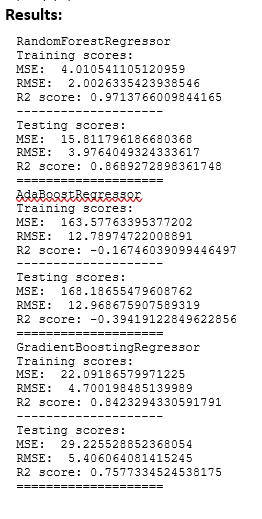 Results:
RandomForestRegressor
Training scores:
MSE: 4.010541105120959
RMSE: 2.0026335423938546
R2 score: 0.9713766009844165
--------------------
Testing scores:
MSE: 15.811796186680368
RMSE: 3.9764049324333617
R2 score: 0.8689272898361748
====================
AdaBoostRegressor
Training scores:
MSE: 163.57763395377202
RMSE: 12.78974722008891
R2 score: -0.16746039099446497
--------------------
Testing scores:
MSE: 168.18655479608762
RMSE: 12.968675907589319
R2 score: -0.39419122849622856
====================
GradientBoostingRegressor
Training scores:
MSE: 22.09186579971225
RMSE: 4.700198485139989
R2 score: 0.8423294330591791
--------------------
Testing scores:
MSE: 29.225528852368054
RMSE: 5.406064081415245
R2 score: 0.7577334524538175
====================